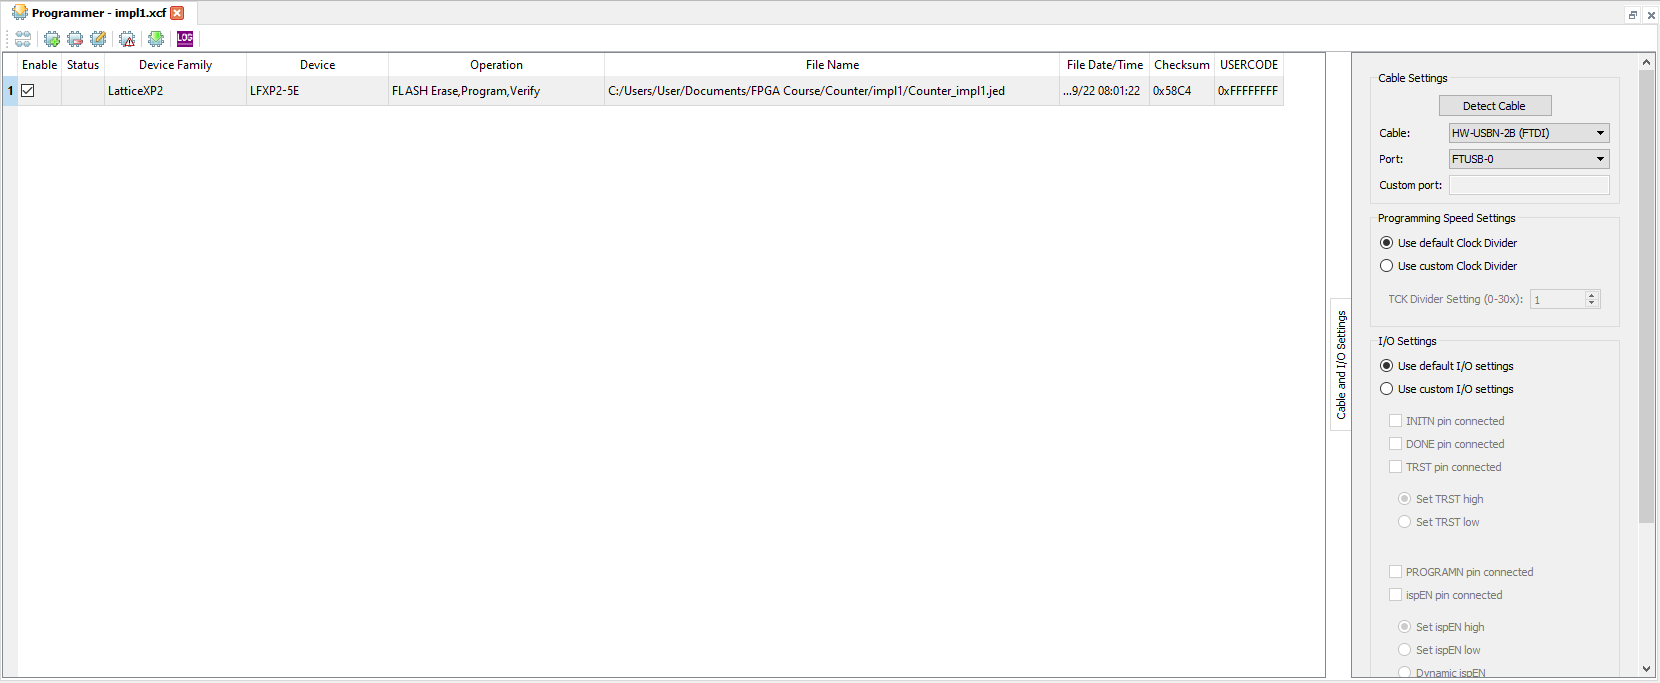 Programmer - impl1.xcf
LOG
Enable Status Device Family Device Operation File Name File Date/Time Checksum USERCODE
1 LatticeXP2 LFXP2-5E FLASH Erase,Program,Verify C:/Users/User/Documents/FPGA Course/Counter/impl1/Counter_impl1.jed ...9/22 08:01:22 0x58C4 0xFFFFFFFF
Cable and I/O Settings
Cable Settings
Detect Cable
Cable: HW-USBN-2B (FTDI)
Port: FTUSB-0
Custom port:
Programming Speed Settings
Use default Clock Divider
Use custom Clock Divider
TCK Divider Setting (0-30x): 1
I/O Settings
Use default I/O settings
Use custom I/O settings
INITN pin connected
DONE pin connected
TRST pin connected
Set TRST high
Set TRST low
PROGRAMN pin connected
ispEN pin connected
Set ispEN high
Set ispEN low
Dynamic ispEN